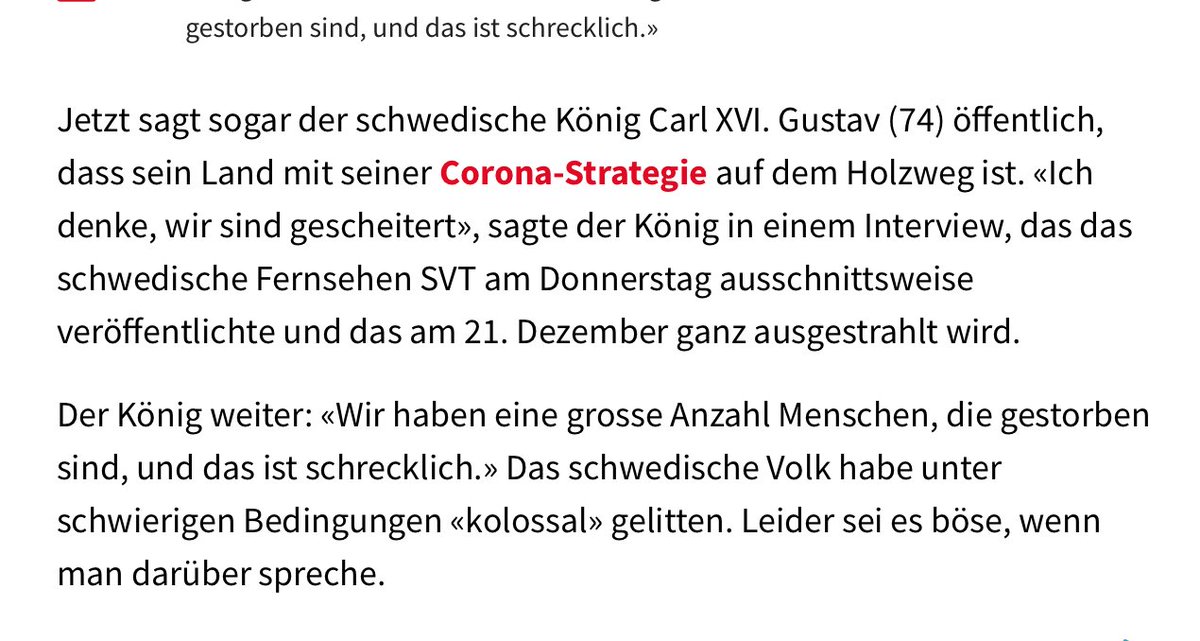 gestorben sind, und das ist schrecklich.»
Jetzt sagt sogar der schwedische König Carl XVI. Gustav (74) öffentlich,
dass sein Land mit seiner Corona-Strategie auf dem Holzweg ist. «Ich
denke, wir sind gescheitert», sagte der König in einem Interview, das das
schwedische Fernsehen SVT am Donnerstag ausschnittsweise
veröffentlichte und das am 21. Dezember ganz ausgestrahlt wird.
Der König weiter: «Wir haben eine grosse Anzahl Menschen, die gestorben
sind, und das ist schrecklich.» Das schwedische Volk habe unter
schwierigen Bedingungen «kolossal» gelitten. Leider sei es böse, wenn
man darüber spreche.